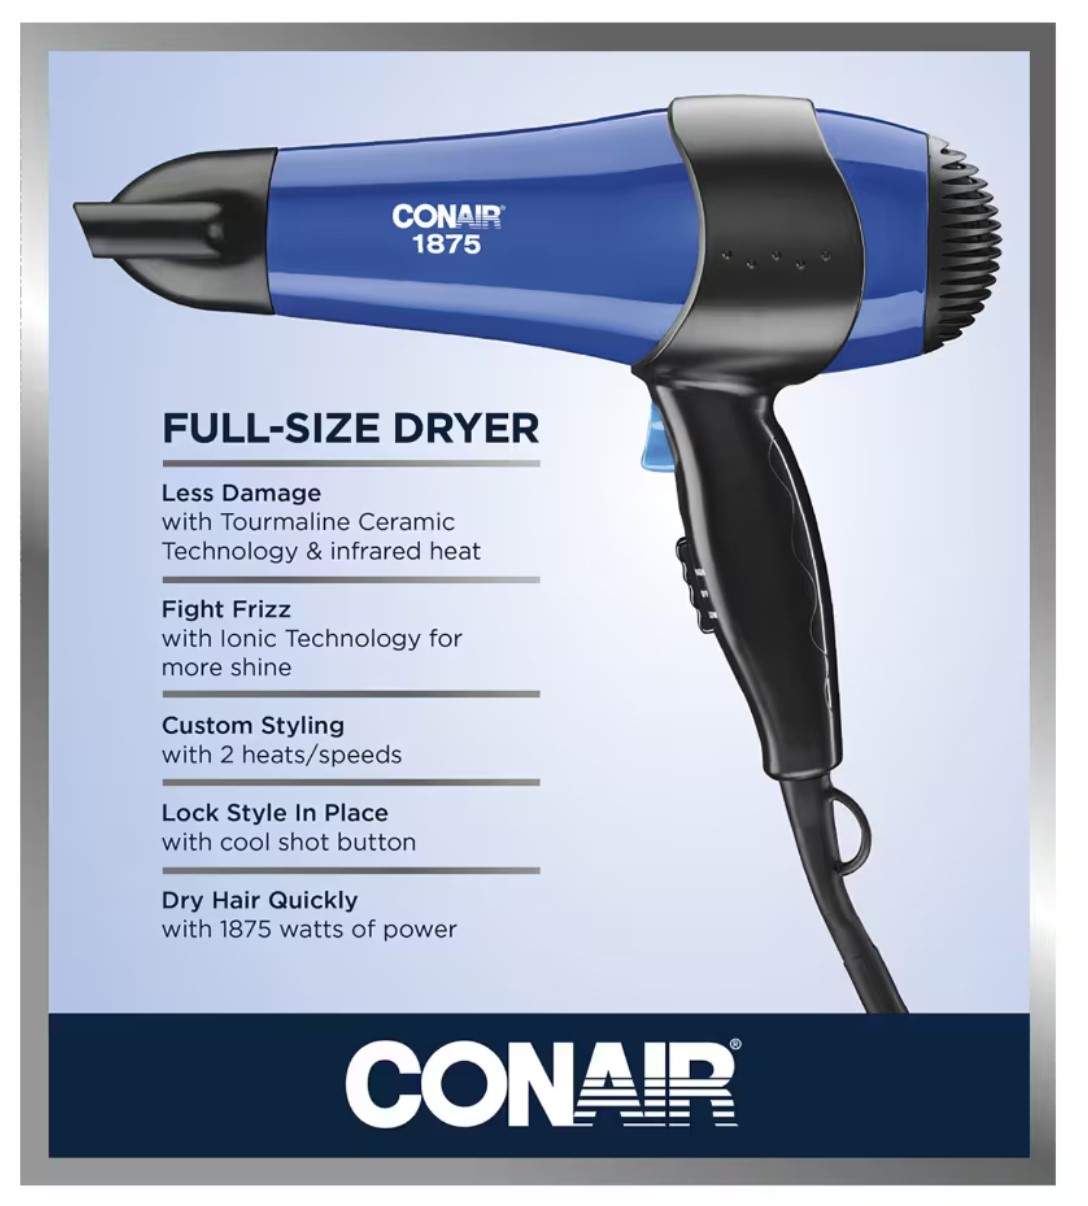 CONAIR®
1875
FULL-SIZE DRYER
Less Damage
with Tourmaline Ceramic
Technology & infrared heat
Fight Frizz
with Ionic Technology for
more shine
Custom Styling
with 2 heats/speeds
Lock Style In Place
with cool shot button
Dry Hair Quickly
with 1875 watts of power
CONAIR®